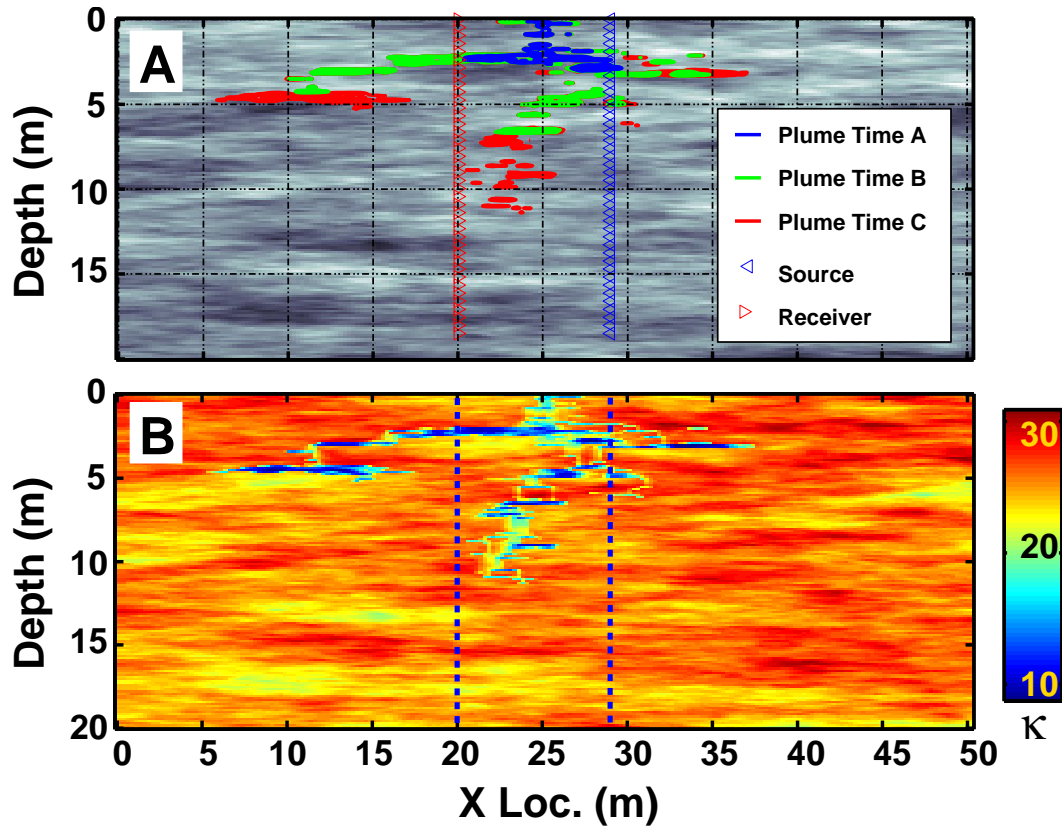 A
0
5
10
15
Depth (m)
Plume Time A
Plume Time B
Plume Time C
Source
Receiver
B
0
5
10
15
20
Depth (m)
0 5 10 15 20 25 30 35 40 45 50
X Loc. (m)
30
20
10
κ